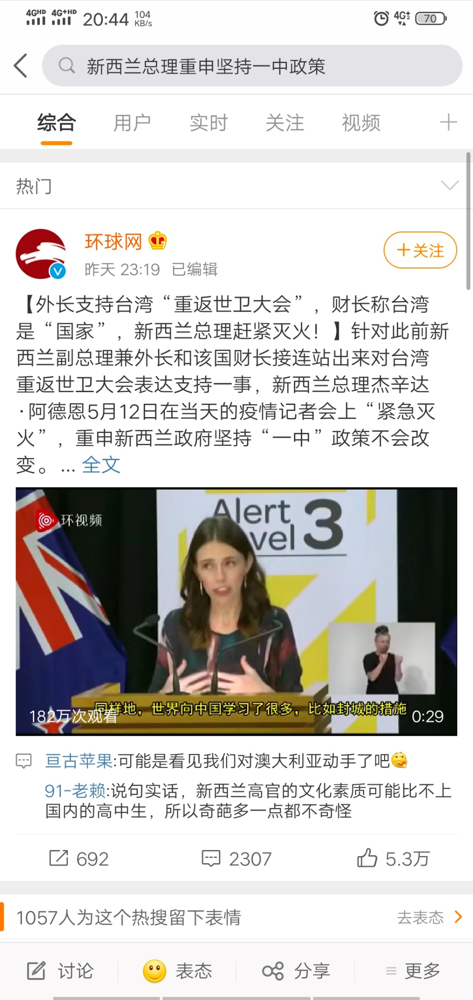 4GHD 4G+HD 20:44 104 KB/s 4G 70
新西兰总理重申坚持一中政策
综合 用户 实时 关注 视频
热门
环球网
+关注
昨天 23:19 已编辑
【外长支持台湾“重返世卫大会”，财长称台湾
是“国家”，新西兰总理赶紧灭火！】针对此前新
西兰副总理兼外长和该国财长接连站出来对台湾
重返世卫大会表达支持一事，新西兰总理杰辛达
·阿德恩5月12日在当天的疫情记者会上“紧急灭
火”，重申新西兰政府坚持“一中”政策不会改
变。... 全文
环视频
Alert
vel 3
同样地，世界向中国学习了很多，比如封城的措施
182万次观看 0:29
亘古苹果:可能是看见我们对澳大利亚动手了吧
91-老赖:说句实话，新西兰高官的文化素质可能比不上
国内的高中生，所以奇葩多一点都不奇怪
692 2307 5.3万
1057人为这个热搜留下表情 去表态
讨论 表态 分享 更多